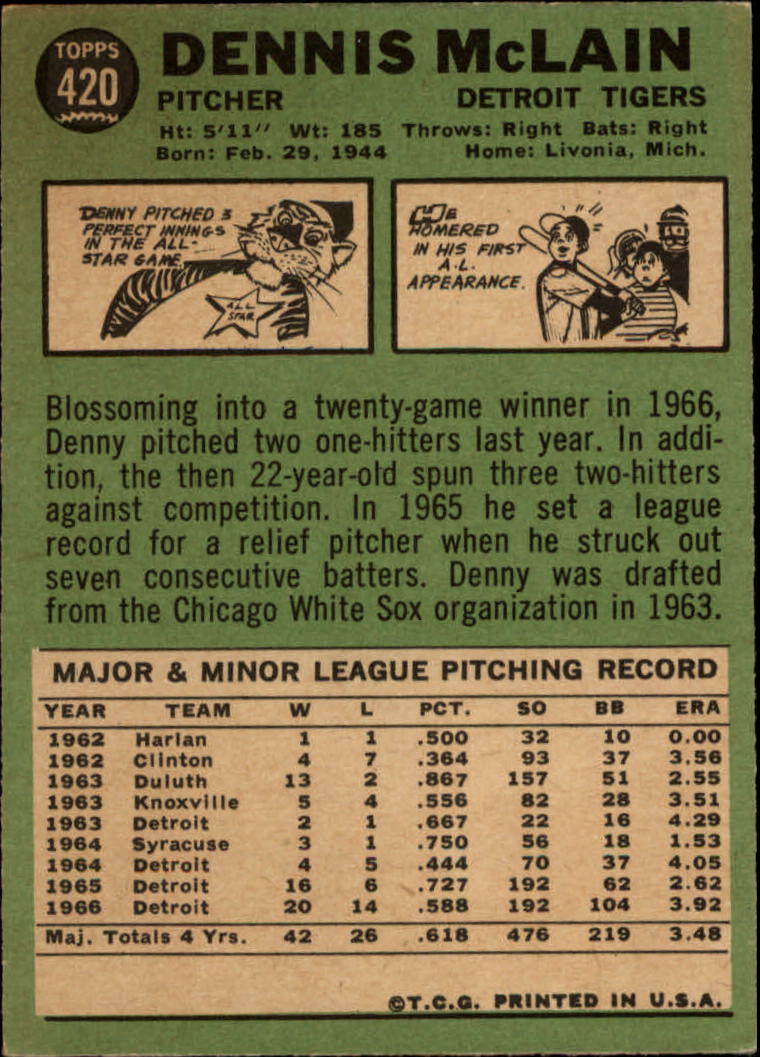 TOPPS
420
DENNIS McLAIN
PITCHER DETROIT TIGERS
Ht: 5'11" Wt: 185 Throws: Right Bats: Right
Born: Feb. 29, 1944 Home: Livonia, Mich.
DENNY PITCHED 3
PERFECT INNINGS
IN THE ALL-
STAR GAME
ALL
STAR
HE
HOMERED
IN HIS FIRST
A.L.
APPEARANCE.
Blossoming into a twenty-game winner in 1966,
Denny pitched two one-hitters last year. In addi-
tion, the then 22-year-old spun three two-hitters
against competition. In 1965 he set a league
record for a relief pitcher when he struck out
seven consecutive batters. Denny was drafted
from the Chicago White Sox organization in 1963.
MAJOR & MINOR LEAGUE PITCHING RECORD
YEAR TEAM W L PCT. SO BB ERA
1962 Harlan 1 1 .500 32 10 0.00
1962 Clinton 4 7 .364 93 37 3.56
1963 Duluth 13 2 .867 157 51 2.55
1963 Knoxville 5 4 .556 82 28 3.51
1963 Detroit 2 1 .667 22 16 4.29
1964 Syracuse 3 1 .750 56 18 1.53
1964 Detroit 4 5 .444 70 37 4.05
1965 Detroit 16 6 .727 192 62 2.62
1966 Detroit 20 14 .588 192 104 3.92
Maj. Totals 4 Yrs. 42 26 .618 476 219 3.48
©T.C.G. PRINTED IN U.S.A.